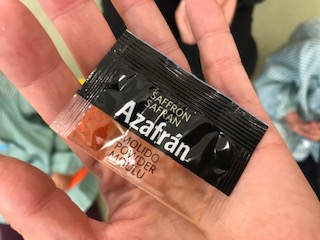 SAFFRON
SAFRAN
Azafrán
MOLIDO
POWDER
MOULU